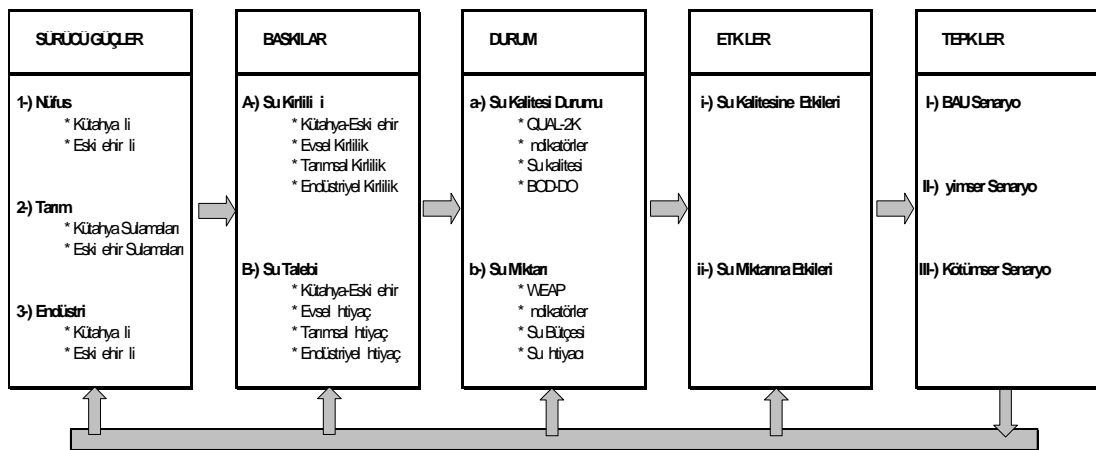 SÜRÜCÜ GÜÇLER
1-) Nüfus
* Kütahya li
* Eski ehir li
2-) Tarım
* Kütahya Sulamaları
* Eski ehir Sulamaları
3-) Endüstri
* Kütahya li
* Eski ehir li
BASKILAR
A-) Su Kirlili i
* Kütahya-Eski ehir
* Evsel Kirlilik
* Tarımsal Kirlilik
* Endüstriyel Kirlilik
B-) Su Talebi
* Kütahya-Eski ehir
* Evsel htiyaç
* Tarımsal htiyaç
* Endüstriyel htiyaç
DURUM
a-) Su Kalitesi Durumu
* QUAL-2K
* ndikatörler
* Su kalitesi
* BOD-DO
b-) Su Miktarı
* WEAP
* ndikatörler
* Su Bütçesi
* Su htiyacı
ETKLER
i-) Su Kalitesine Etkileri
ii-) Su Miktarına Etkileri
TEPKLER
I-) BAU Senaryo
II-) yimser Senaryo
III-) Kötümser Senaryo